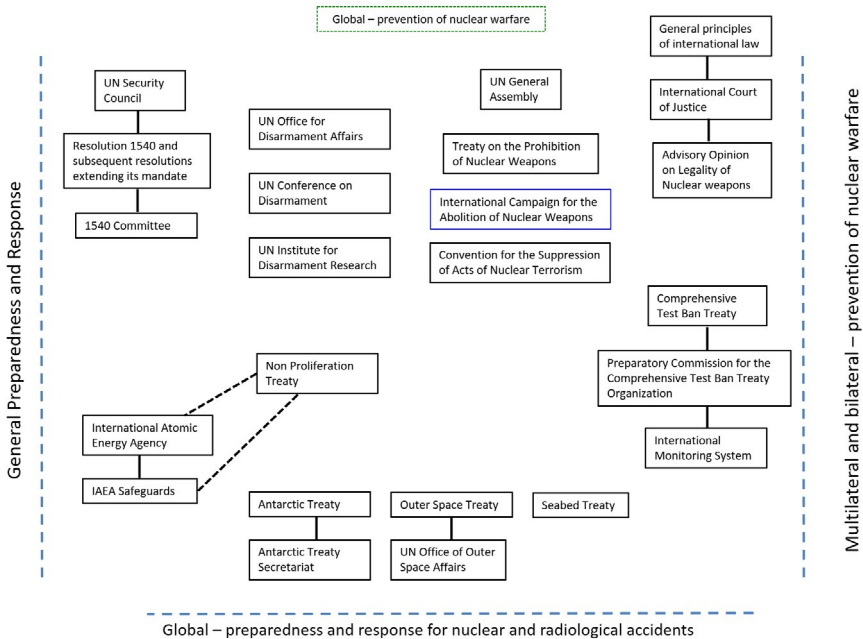 Global – prevention of nuclear warfare
General principles
of international law
UN Security
Council
UN General
Assembly
International Court
of Justice
UN Office for
Disarmament Affairs
Resolution 1540 and
subsequent resolutions
extending its mandate
Treaty on the Prohibition
of Nuclear Weapons
Advisory Opinion
on Legality of
Nuclear weapons
UN Conference on
Disarmament
International Campaign for the
Abolition of Nuclear Weapons
1540 Committee
UN Institute for
Disarmament Research
Convention for the Suppression
of Acts of Nuclear Terrorism
Comprehensive
Test Ban Treaty
Non Proliferation
Treaty
Preparatory Commission for the
Comprehensive Test Ban Treaty
Organization
International Atomic
Energy Agency
International
Monitoring System
IAEA Safeguards
Antarctic Treaty
Outer Space Treaty
Seabed Treaty
Antarctic Treaty
Secretariat
UN Office of Outer
Space Affairs
General Preparedness and Response
Multilateral and bilateral – prevention of nuclear warfare
Global – preparedness and response for nuclear and radiological accidents